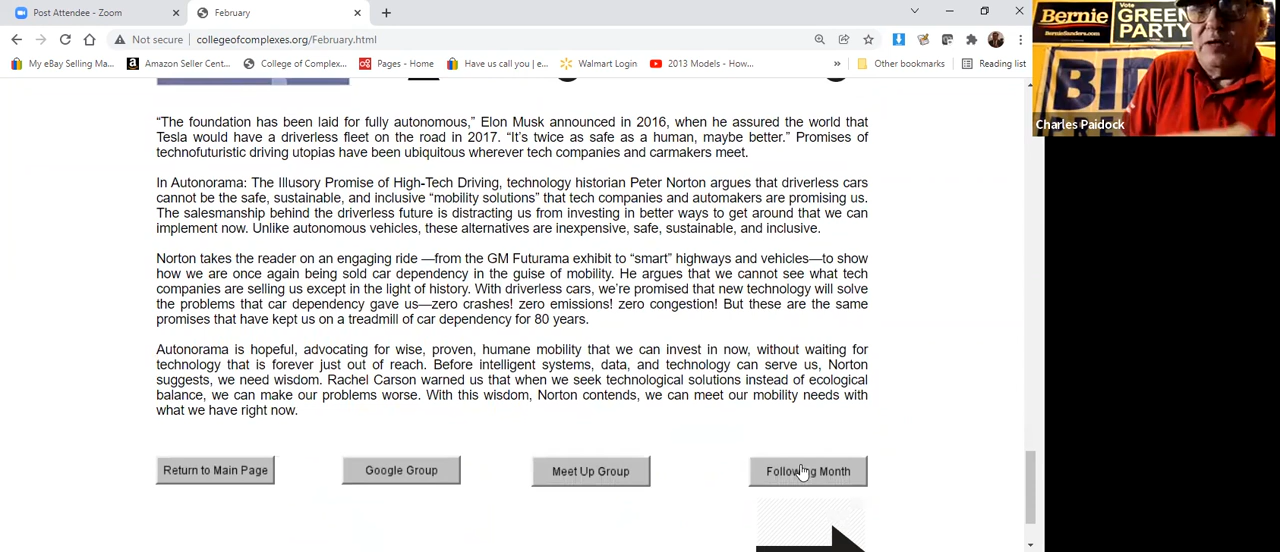 Post Attendee - Zoom
February
Not secure
collegeofcomplexes.org/February.html
My eBay Selling Ma...
Amazon Seller Cent...
College of Complex...
Pages - Home
Have us call you | e...
Walmart Login
2013 Models - How...
»
Other bookmarks
Reading list
“The foundation has been laid for fully autonomous,” Elon Musk announced in 2016, when he assured the world that
Tesla would have a driverless fleet on the road in 2017. “It’s twice as safe as a human, maybe better.” Promises of
technofuturistic driving utopias have been ubiquitous wherever tech companies and carmakers meet.
In Autonorama: The Illusory Promise of High-Tech Driving, technology historian Peter Norton argues that driverless cars
cannot be the safe, sustainable, and inclusive “mobility solutions” that tech companies and automakers are promising us.
The salesmanship behind the driverless future is distracting us from investing in better ways to get around that we can
implement now. Unlike autonomous vehicles, these alternatives are inexpensive, safe, sustainable, and inclusive.
Norton takes the reader on an engaging ride —from the GM Futurama exhibit to “smart” highways and vehicles—to show
how we are once again being sold car dependency in the guise of mobility. He argues that we cannot see what tech
companies are selling us except in the light of history. With driverless cars, we’re promised that new technology will solve
the problems that car dependency gave us—zero crashes! zero emissions! zero congestion! But these are the same
promises that have kept us on a treadmill of car dependency for 80 years.
Autonorama is hopeful, advocating for wise, proven, humane mobility that we can invest in now, without waiting for
technology that is forever just out of reach. Before intelligent systems, data, and technology can serve us, Norton
suggests, we need wisdom. Rachel Carson warned us that when we seek technological solutions instead of ecological
balance, we can make our problems worse. With this wisdom, Norton contends, we can meet our mobility needs with
what we have right now.
Return to Main Page
Google Group
Meet Up Group
Following Month
Bernie
BernieSanders.com
Vote
GREEN
PARTY
Charles Paidock